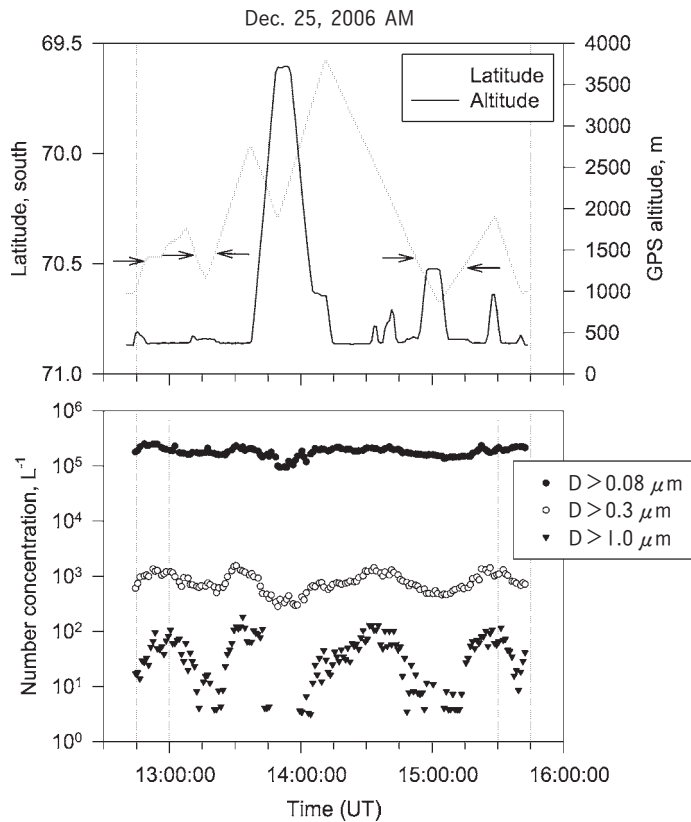 Dec. 25, 2006 AM
Latitude
Altitude
Latitude, south
69.5
70.0
70.5
71.0
GPS altitude, m
4000
3500
3000
2500
2000
1500
1000
500
0
Number concentration, L⁻¹
10⁶
10⁵
10⁴
10³
10²
10¹
10⁰
D > 0.08 μm
D > 0.3 μm
D > 1.0 μm
13:00:00 14:00:00 15:00:00 16:00:00
Time (UT)